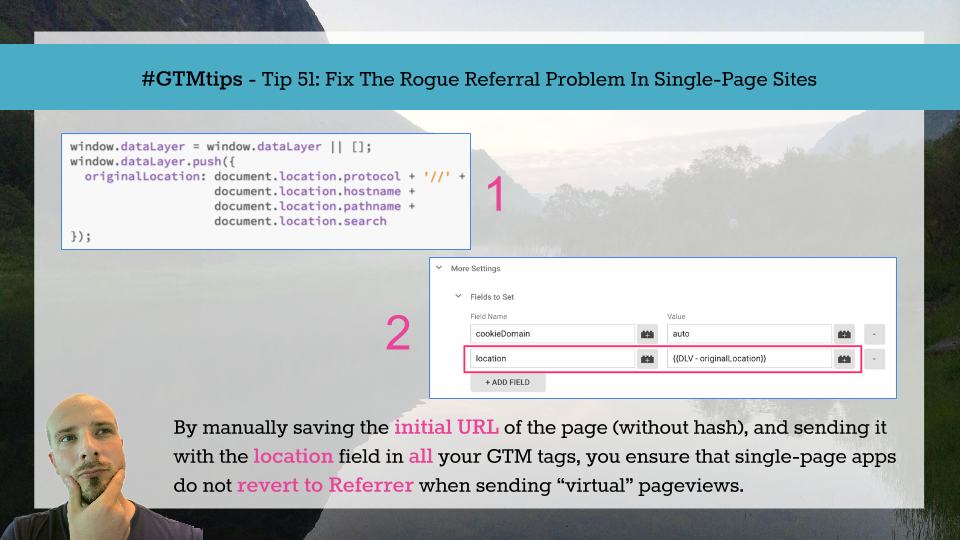 #GTMtips - Tip 51: Fix The Rogue Referral Problem In Single-Page Sites
window.dataLayer = window.dataLayer || [];
window.dataLayer.push({
originalLocation: document.location.protocol + '//' +
document.location.hostname +
document.location.pathname +
document.location.search
});
1
2
More Settings
Fields to Set
Field Name Value
cookieDomain auto -
location {{DLV - originalLocation}} -
+ ADD FIELD
By manually saving the initial URL of the page (without hash), and sending it
with the location field in all your GTM tags, you ensure that single-page apps
do not revert to Referrer when sending “virtual” pageviews.